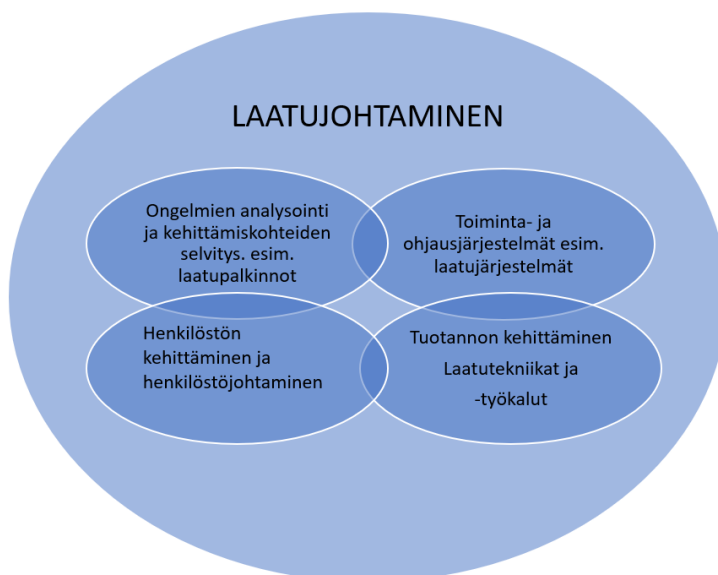 LAATUJOHTAMINEN
Ongelmien analysointi
ja kehittämiskohteiden
selvitys. esim.
laatupalkinnot
Toiminta- ja
ohjausjärjestelmät esim.
laatujärjestelmät
Henkilöstön
kehittäminen ja
henkilöstöjohtaminen
Tuotannon kehittäminen
Laatutekniikat ja
-työkalut